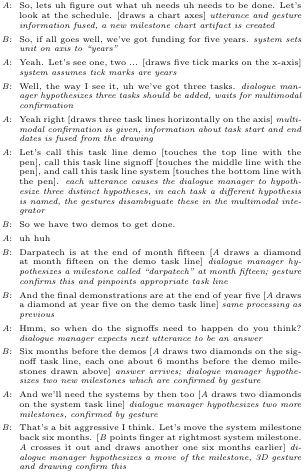 A: So, lets uh figure out what uh needs uh needs to be done. Let's
look at the schedule. [draws a chart axes] utterance and gesture
information fused, a new milestone chart artifact is created
B: So, if all goes well, we've got funding for five years. system sets
unit on axis to "years"
A: Yeah. Let's see one, two ... [draws five tick marks on the x-axis]
system assumes tick marks are years
B: Well, the way I see it, uh we've got three tasks. dialogue man-
ager hypothesizes three tasks should be added, waits for multimodal
confirmation
A: Yeah right [draws three task lines horizontally on the axis] multi-
modal confirmation is given, information about task start and end
dates is fused from the drawing
A: Let's call this task line demo [touches the top line with the
pen], call this task line signoff [touches the middle line with the
pen], and call this task line system [touches the bottom line with
the pen]. each utterance causes the dialogue manager to hypoth-
esize three distinct hypotheses, in each task a different hypothesis
is named, the gestures disambiguate these in the multimodal inte-
grator
B: So we have two demos to get done.
A: uh huh
B: Darpatech is at the end of month fifteen [A draws a diamond
at month fifteen on the demo task line] dialogue manager hy-
pothesizes a milestone called "darpatech" at month fifteen; gesture
confirms this and pinpoints appropriate task line
B: And the final demonstrations are at the end of year five [A draws
a diamond at year five on the demo task line] same processing as
previous
A: Hmm, so when do the signoffs need to happen do you think?
dialogue manager expects next utterance to be an answer
B: Six months before the demos [A draws two diamonds on the sig-
noff task line, each one about 6 months before the demo mile-
stones drawn above] answer arrives; dialogue manager hypothe-
sizes two new milestones which are confirmed by gesture
A: And we'll need the systems by then too [A draws two diamonds
on the system task line] dialogue manager hypothesizes two more
milestones, confirmed by gesture
B: That's a bit aggressive I think. Let's move the system milestone
back six months. [B points finger at rightmost system milestone.
A crosses it out and draws another one six months earlier] di-
alogue manager hypothesizes a move of the milestone, 3D gesture
and drawing confirm this